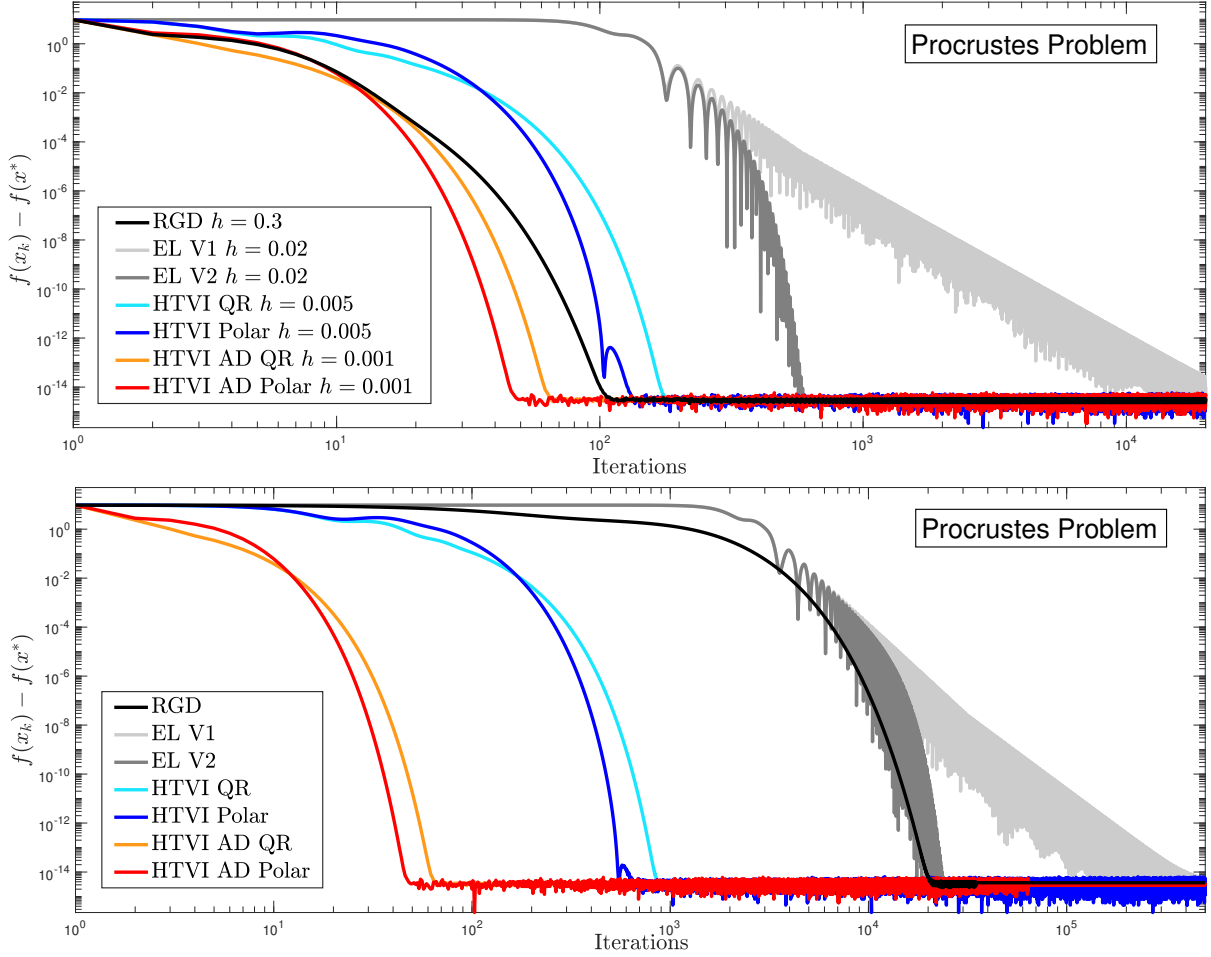 Procrustes Problem
f(x_k) − f(x*)
10^0
10^-2
10^-4
10^-6
10^-8
10^-10
10^-12
10^-14
RGD h = 0.3
EL V1 h = 0.02
EL V2 h = 0.02
HTVI QR h = 0.005
HTVI Polar h = 0.005
HTVI AD QR h = 0.001
HTVI AD Polar h = 0.001
10^0 10^1 10^2 10^3 10^4
Iterations
Procrustes Problem
f(x_k) − f(x*)
10^0
10^-2
10^-4
10^-6
10^-8
10^-10
10^-12
10^-14
RGD
EL V1
EL V2
HTVI QR
HTVI Polar
HTVI AD QR
HTVI AD Polar
10^0 10^1 10^2 10^3 10^4 10^5
Iterations